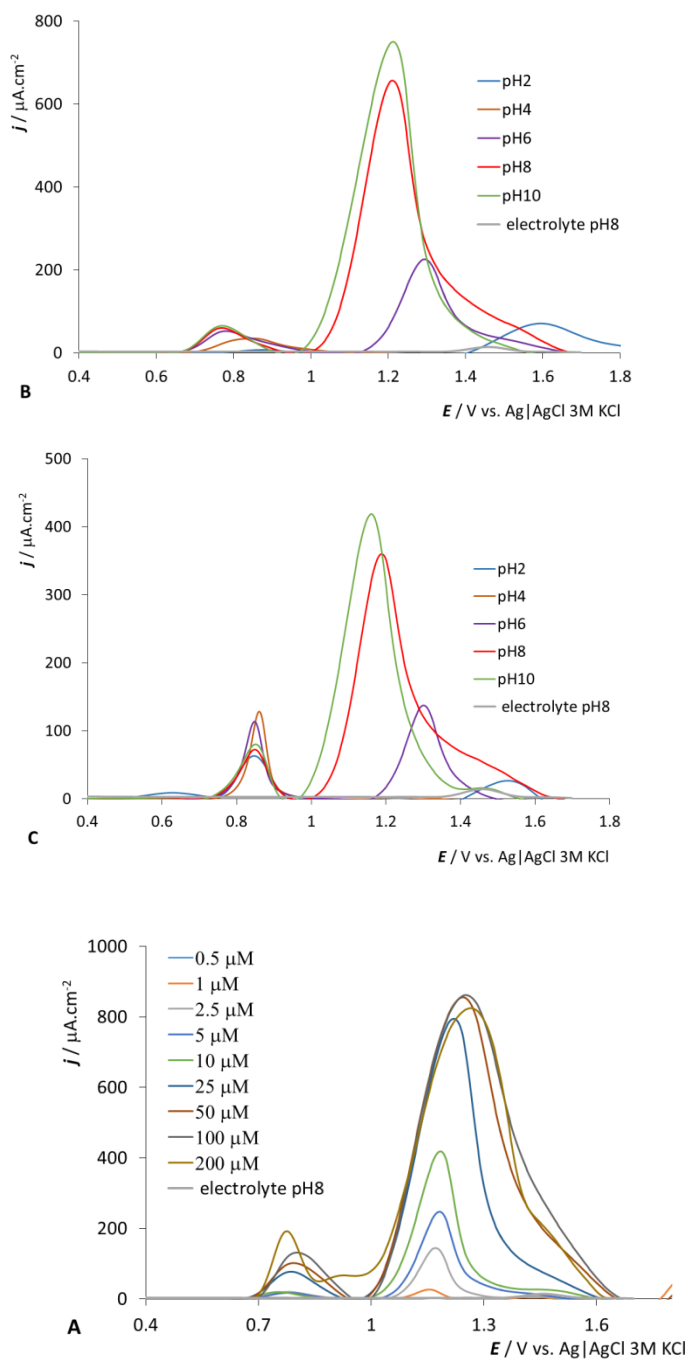 800
600
400
200
0
j / μA.cm-2
pH2
pH4
pH6
pH8
pH10
electrolyte pH8
0.4 0.6 0.8 1 1.2 1.4 1.6 1.8
B
E / V vs. Ag|AgCl 3M KCl
500
400
300
200
100
0
j / μA.cm-2
pH2
pH4
pH6
pH8
pH10
electrolyte pH8
0.4 0.6 0.8 1 1.2 1.4 1.6 1.8
C
E / V vs. Ag|AgCl 3M KCl
1000
800
600
400
200
0
j / μA.cm-2
0.5 μM
1 μM
2.5 μM
5 μM
10 μM
25 μM
50 μM
100 μM
200 μM
electrolyte pH8
0.4 0.7 1 1.3 1.6
A
E / V vs. Ag|AgCl 3M KCl